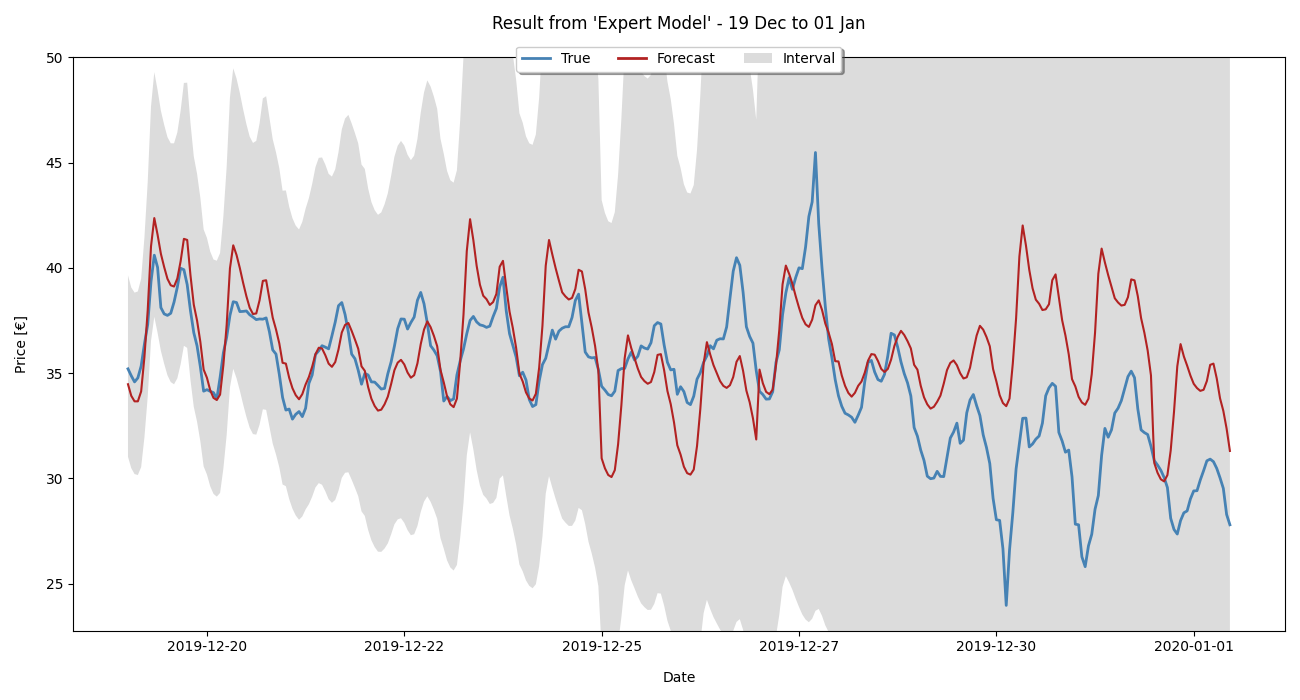 Result from 'Expert Model' - 19 Dec to 01 Jan
True Forecast Interval
Price [€]
50
45
40
35
30
25
2019-12-20 2019-12-22 2019-12-25 2019-12-27 2019-12-30 2020-01-01
Date